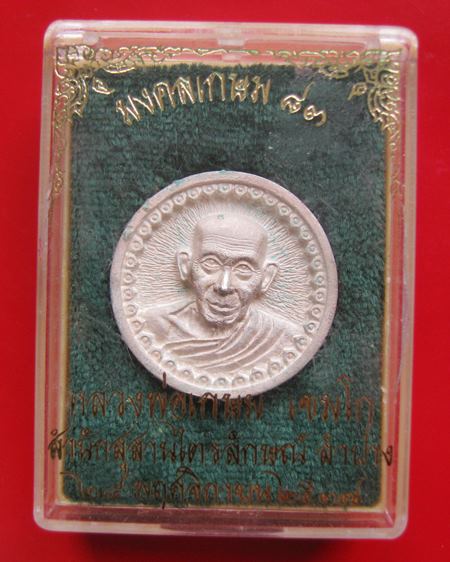 มงคลเกษม ๘๓
หลวงพ่อเกษม เขมโก
สำนักสุสานไตรลักษณ์ ลำปาง
๒๘ พฤศจิกายน